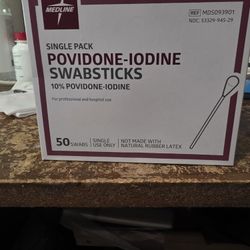 MEDLINE
REF MDS093901
NDC: 53329-945-29
SINGLE PACK
POVIDONE-IODINE
SWABSTICKS
10% POVIDONE-IODINE
For professional and hospital use
50 SWABS
SINGLE USE ONLY
NOT MADE WITH
NATURAL RUBBER LATEX